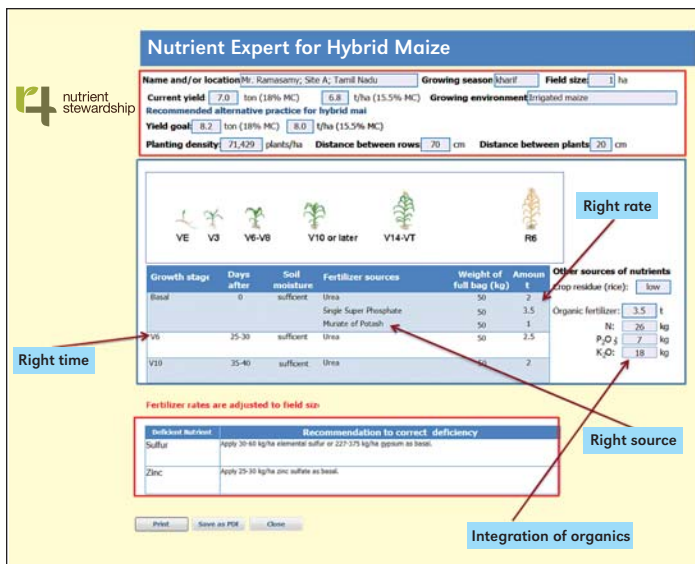 Nutrient Expert for Hybrid Maize
r4 nutrient
stewardship
Name and/or location Mr. Ramasamy; Site A; Tamil Nadu Growing season kharif Field size: 1 ha
Current yield 7.0 ton (18% MC) 6.8 t/ha (15.5% MC) Growing environment Irrigated maize
Recommended alternative practice for hybrid mai
Yield goal: 8.2 ton (18% MC) 8.0 t/ha (15.5% MC)
Planting density: 71,429 plants/ha Distance between rows 70 cm Distance between plants 20 cm
VE V3 V6-V8 V10 or later V14-VT R6
Right rate
Growth stage Days after Soil moisture Fertilizer sources Weight of full bag (kg) Amoun t
Basal 0 sufficent Urea 50 2
Single Super Phosphate 50 3.5
Muriate of Potash 50 1
V6 25-30 sufficent Urea 50 2.5
V10 35-40 sufficent Urea 50 2
Other sources of nutrients
Crop residue (rice): low
Organic fertilizer: 3.5 t
N: 26 kg
P2O5 7 kg
K2O: 18 kg
Right time
Fertilizer rates are adjusted to field siz
Right source
Deficient Nutrient Recommendation to correct deficiency
Sulfur Apply 30-60 kg/ha elemental sulfur or 227-375 kg/ha gypsum as basal.
Zinc Apply 25-30 kg/ha zinc sulfate as basal.
Print Save as PDF Close
Integration of organics